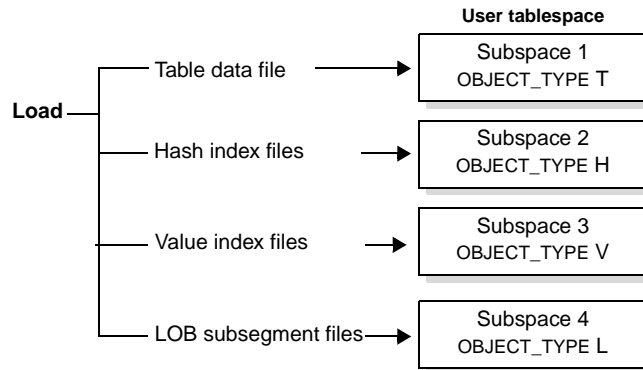 User tablespace
Subspace 1
Table data file
OBJECT_TYPE T
Load
Subspace 2
Hash index files
OBJECT_TYPE H
Subspace 3
Value index files
OBJECT_TYPE V
Subspace 4
LOB subsegment files
OBJECT_TYPE L